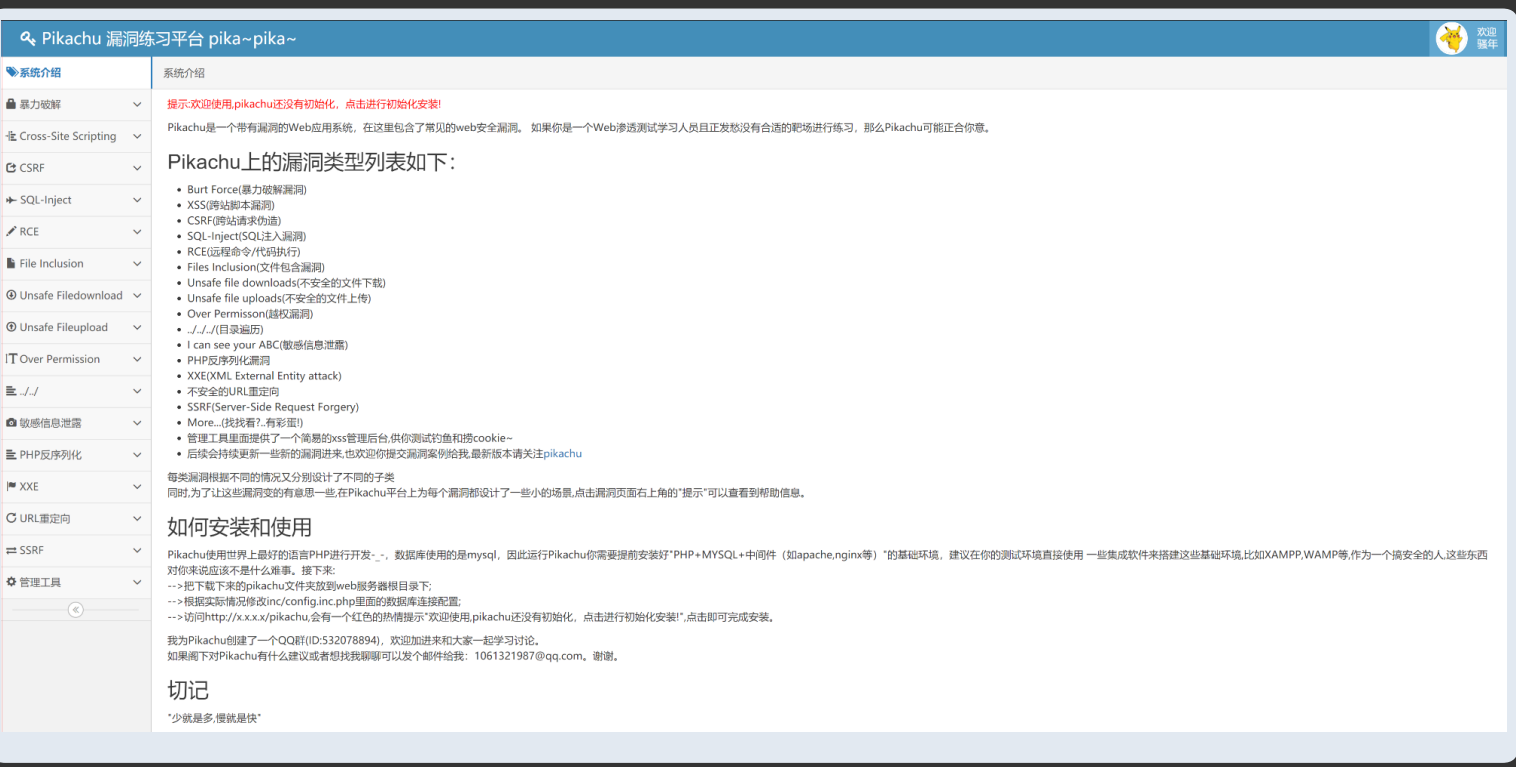 Pikachu 漏洞练习平台 pika~pika~
欢迎
骚年
系统介绍
暴力破解
Cross-Site Scripting
CSRF
SQL-Inject
RCE
File Inclusion
Unsafe Filedownload
Unsafe Fileupload
Over Permission
../../
敏感信息泄露
PHP反序列化
XXE
URL重定向
SSRF
管理工具
系统介绍
提示:欢迎使用,pikachu还没有初始化，点击进行初始化安装!
Pikachu是一个带有漏洞的Web应用系统，在这里包含了常见的web安全漏洞。 如果你是一个Web渗透测试学习人员且正发愁没有合适的靶场进行练习，那么Pikachu可能正合你意。
Pikachu上的漏洞类型列表如下：
Burt Force(暴力破解漏洞)
XSS(跨站脚本漏洞)
CSRF(跨站请求伪造)
SQL-Inject(SQL注入漏洞)
RCE(远程命令/代码执行)
Files Inclusion(文件包含漏洞)
Unsafe file downloads(不安全的文件下载)
Unsafe file uploads(不安全的文件上传)
Over Permisson(越权漏洞)
../../../(目录遍历)
I can see your ABC(敏感信息泄露)
PHP反序列化漏洞
XXE(XML External Entity attack)
不安全的URL重定向
SSRF(Server-Side Request Forgery)
More...(找找看?..有彩蛋!)
管理工具里面提供了一个简易的xss管理后台,供你测试钓鱼和捞cookie~
后续会持续更新一些新的漏洞进来,也欢迎你提交漏洞案例给我,最新版本请关注pikachu
每类漏洞根据不同的情况又分别设计了不同的子类
同时,为了让这些漏洞变的有意思一些,在Pikachu平台上为每个漏洞都设计了一些小的场景,点击漏洞页面右上角的"提示"可以查看到帮助信息。
如何安装和使用
Pikachu使用世界上最好的语言PHP进行开发-_-，数据库使用的是mysql，因此运行Pikachu你需要提前安装好"PHP+MYSQL+中间件（如apache,nginx等）"的基础环境，建议在你的测试环境直接使用 一些集成软件来搭建这些基础环境,比如XAMPP,WAMP等,作为一个搞安全的人,这些东西
对你来说应该不是什么难事。接下来:
-->把下载下来的pikachu文件夹放到web服务器根目录下;
-->根据实际情况修改inc/config.inc.php里面的数据库连接配置;
-->访问http://x.x.x.x/pikachu,会有一个红色的热情提示"欢迎使用,pikachu还没有初始化，点击进行初始化安装!",点击即可完成安装。
我为Pikachu创建了一个QQ群(ID:532078894)，欢迎加进来和大家一起学习讨论。
如果阁下对Pikachu有什么建议或者想找我聊聊可以发个邮件给我：1061321987@qq.com。谢谢。
切记
"少就是多,慢就是快"